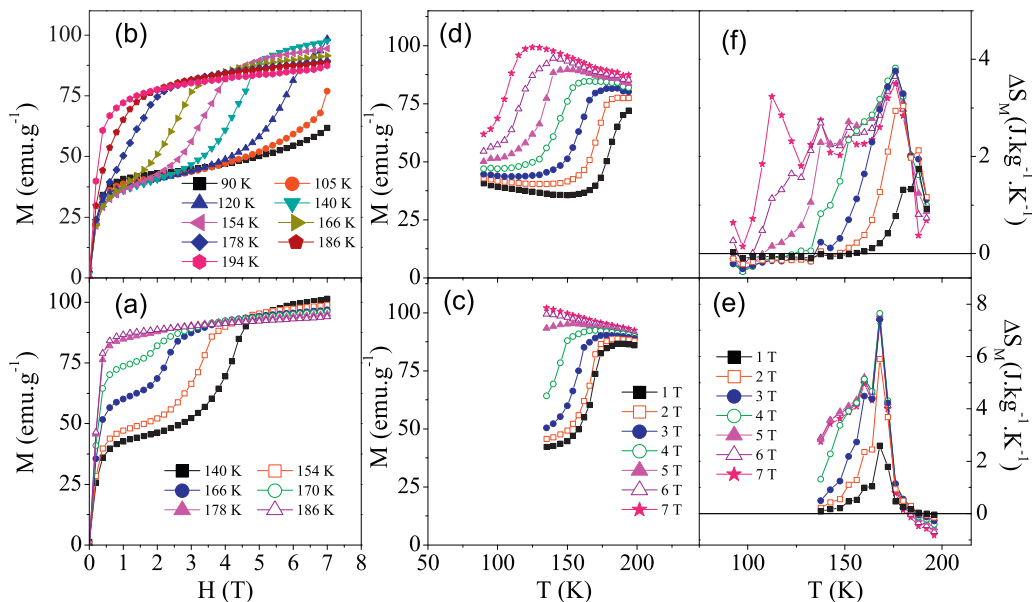 (b)
M (emu.g-1)
100
75
50
25
0
90 K
105 K
120 K
140 K
154 K
166 K
178 K
186 K
194 K
(d)
M (emu.g-1)
100
75
50
25
0
(f)
4
2
0
ΔSM(J.kg-1.K-1)
(a)
M (emu.g-1)
100
75
50
25
0
140 K
154 K
166 K
170 K
178 K
186 K
0 1 2 3 4 5 6 7
H (T)
(c)
M (emu.g-1)
100
75
50
25
0
1 T
2 T
3 T
4 T
5 T
6 T
7 T
50 100 150 200
T (K)
(e)
1 T
2 T
3 T
4 T
5 T
6 T
7 T
8
6
4
2
0
ΔSM(J.kg-1.K-1)
100 150 200
T (K)